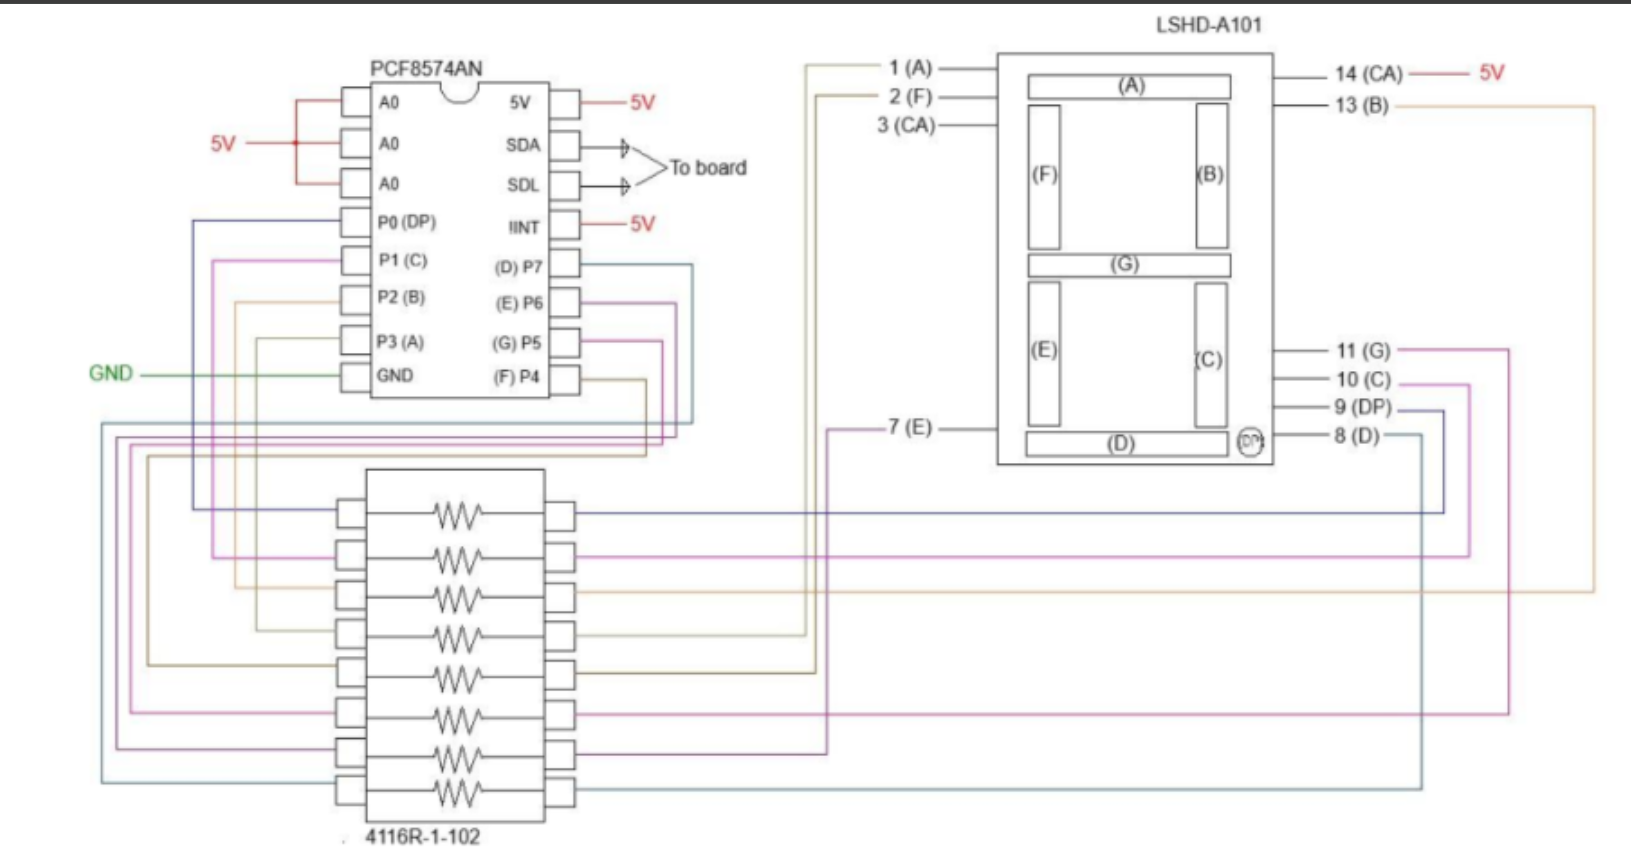 LSHD-A101
PCF8574AN
A0
A0
A0
P0 (DP)
P1 (C)
P2 (B)
P3 (A)
GND
5V
SDA
SDL
!INT
(D) P7
(E) P6
(G) P5
(F) P4
5V
GND
5V
To board
5V
1 (A)
2 (F)
3 (CA)
7 (E)
(A)
(F)
(B)
(G)
(E)
(C)
(D)
(DP)
14 (CA)
5V
13 (B)
11 (G)
10 (C)
9 (DP)
8 (D)
4116R-1-102